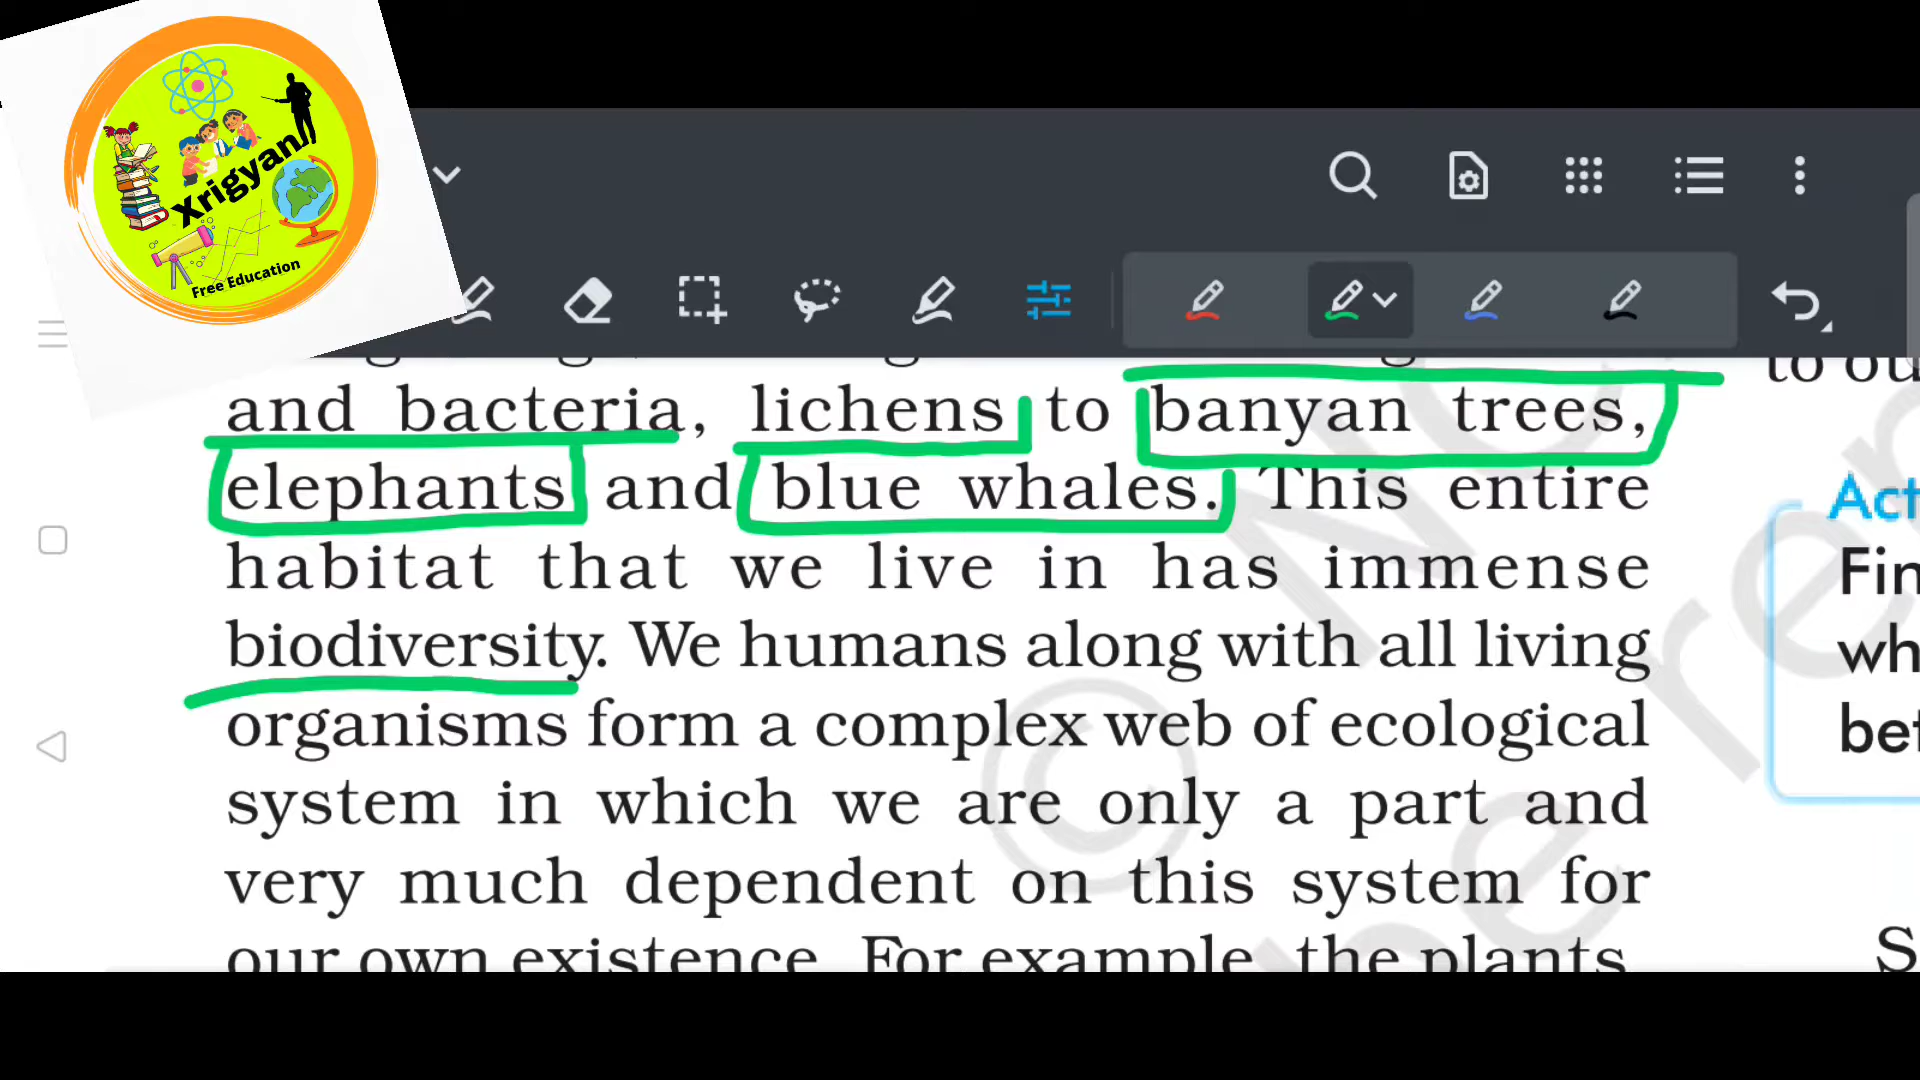 Xrigyan
Free Education
and bacteria, lichens to banyan trees,
elephants and blue whales. This entire
habitat that we live in has immense
biodiversity. We humans along with all living
organisms form a complex web of ecological
system in which we are only a part and
very much dependent on this system for
our own existence. For example, the plants,
to ou
Act
Fin
wh
bet
S